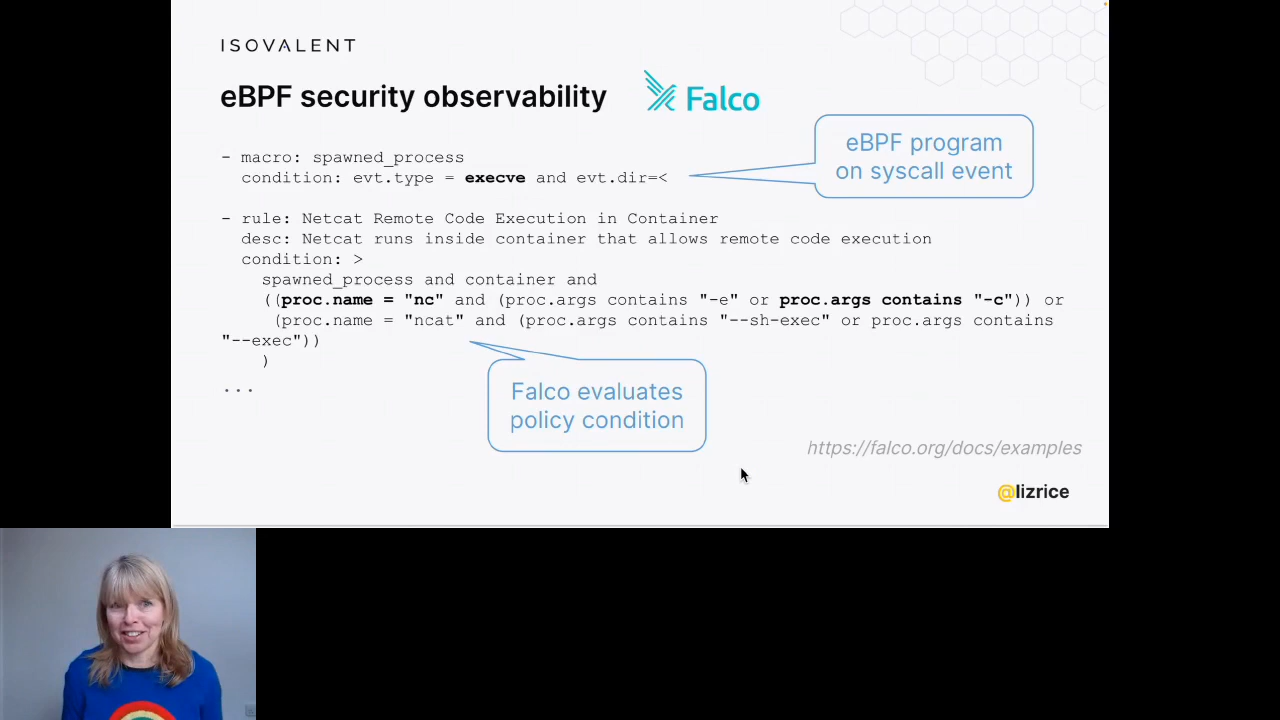 ISOVALENT
eBPF security observability
Falco
eBPF program
on syscall event
- macro: spawned_process
condition: evt.type = execve and evt.dir=<
- rule: Netcat Remote Code Execution in Container
desc: Netcat runs inside container that allows remote code execution
condition: >
spawned_process and container and
((proc.name = "nc" and (proc.args contains "-e" or proc.args contains "-c")) or
(proc.name = "ncat" and (proc.args contains "--sh-exec" or proc.args contains
"--exec"))
)
...
Falco evaluates
policy condition
https://falco.org/docs/examples
@lizrice